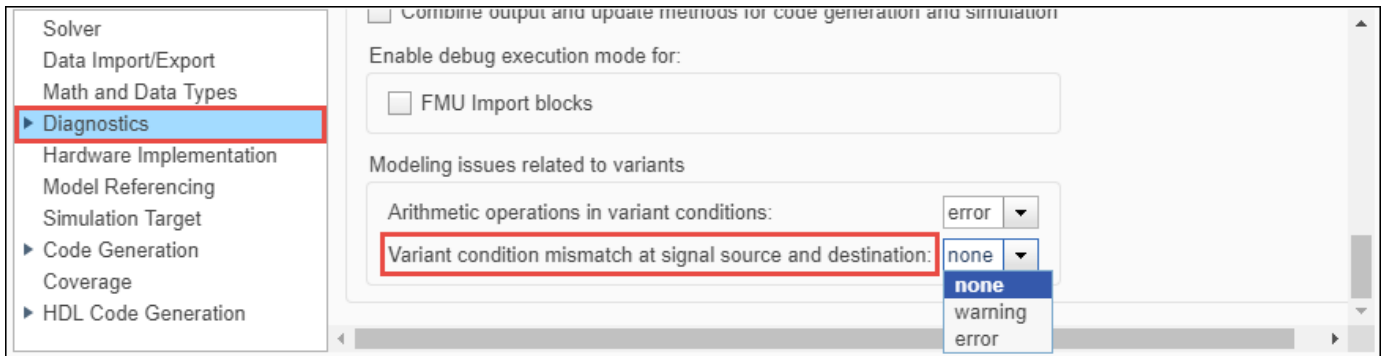 Solver
Data Import/Export
Math and Data Types
Diagnostics
Hardware Implementation
Model Referencing
Simulation Target
Code Generation
Coverage
HDL Code Generation
Combine output and update methods for code generation and simulation
Enable debug execution mode for:
FMU Import blocks
Modeling issues related to variants
Arithmetic operations in variant conditions: error
Variant condition mismatch at signal source and destination: none
none
warning
error